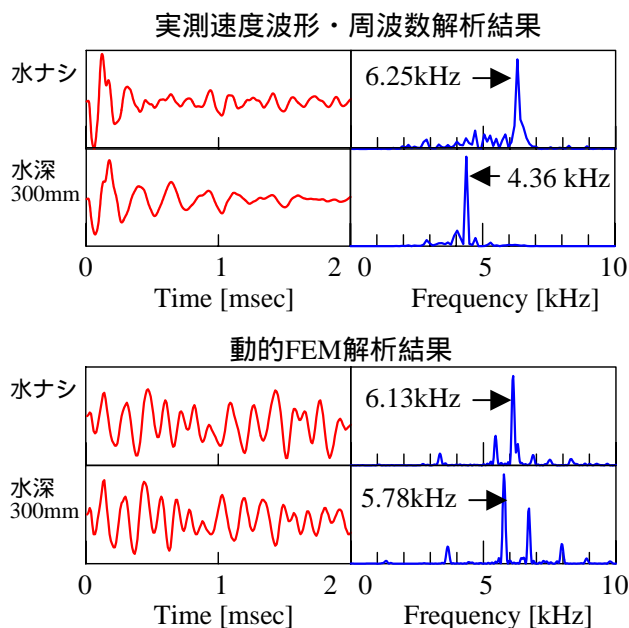 実測速度波形・周波数解析結果
水ナシ
6.25kHz
水深
300mm
4.36 kHz
0 1 2 0 5 10
Time [msec] Frequency [kHz]
動的FEM解析結果
水ナシ
6.13kHz
水深
300mm
5.78kHz
0 1 2 0 5 10
Time [msec] Frequency [kHz]